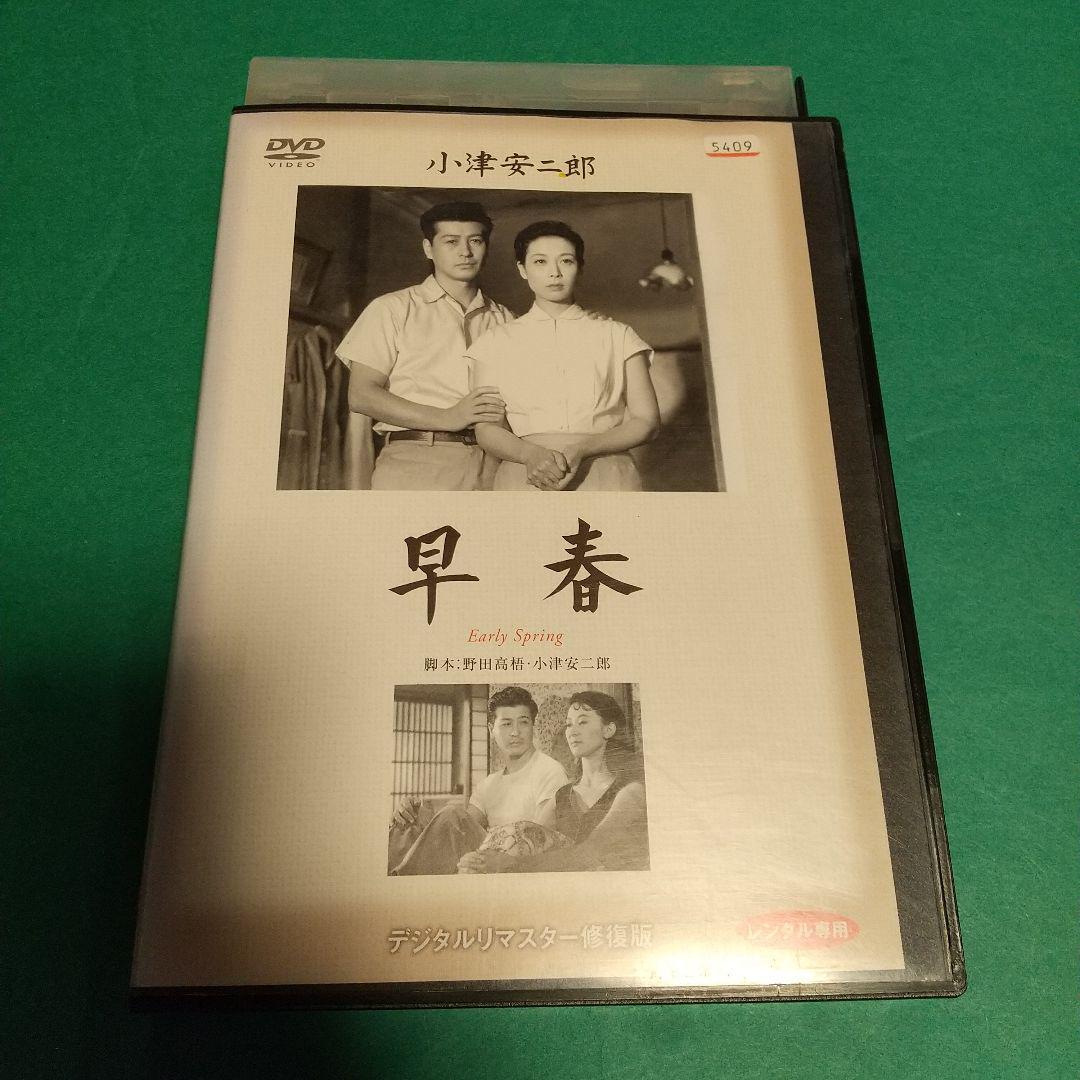 DVD
VIDEO
5409
小津安二郎
早春
Early Spring
脚本:野田高梧・小津安二郎
デジタルリマスター修復版
レンタル専用